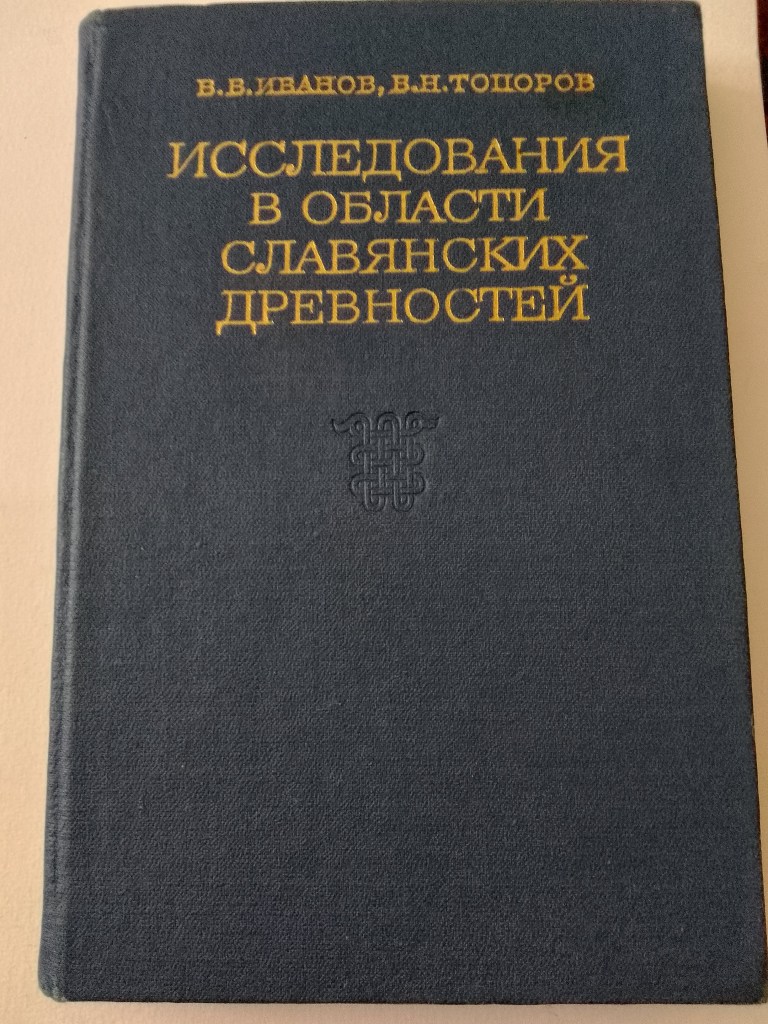 В.В.ИВАНОВ, В.Н.ТОПОРОВ
ИССЛЕДОВАНИЯ
В ОБЛАСТИ
СЛАВЯНСКИХ
ДРЕВНОСТЕЙ